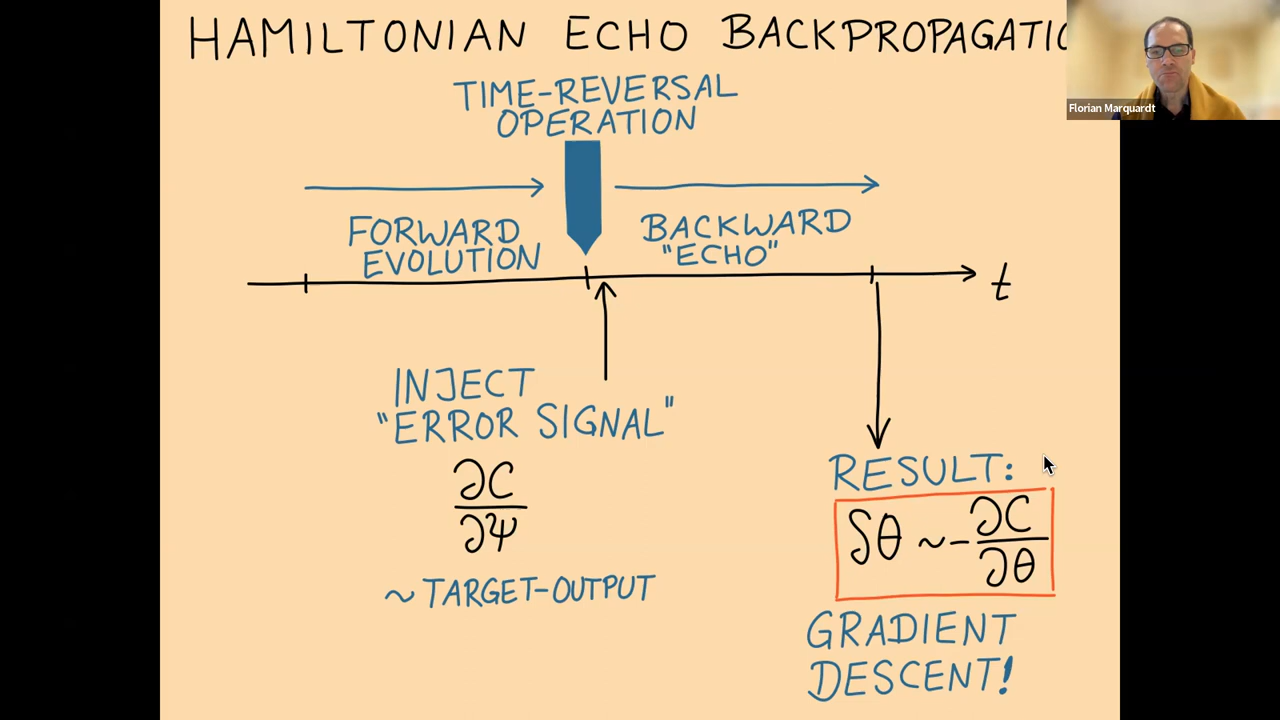 HAMILTONIAN ECHO BACKPROPAGATIO
Florian Marquardt
TIME-REVERSAL
OPERATION
FORWARD
EVOLUTION
BACKWARD
"ECHO"
t
INJECT
"ERROR SIGNAL"
∂C
∂Ψ
~ TARGET-OUTPUT
RESULT:
δθ ~ - ∂C
∂θ
GRADIENT
DESCENT!